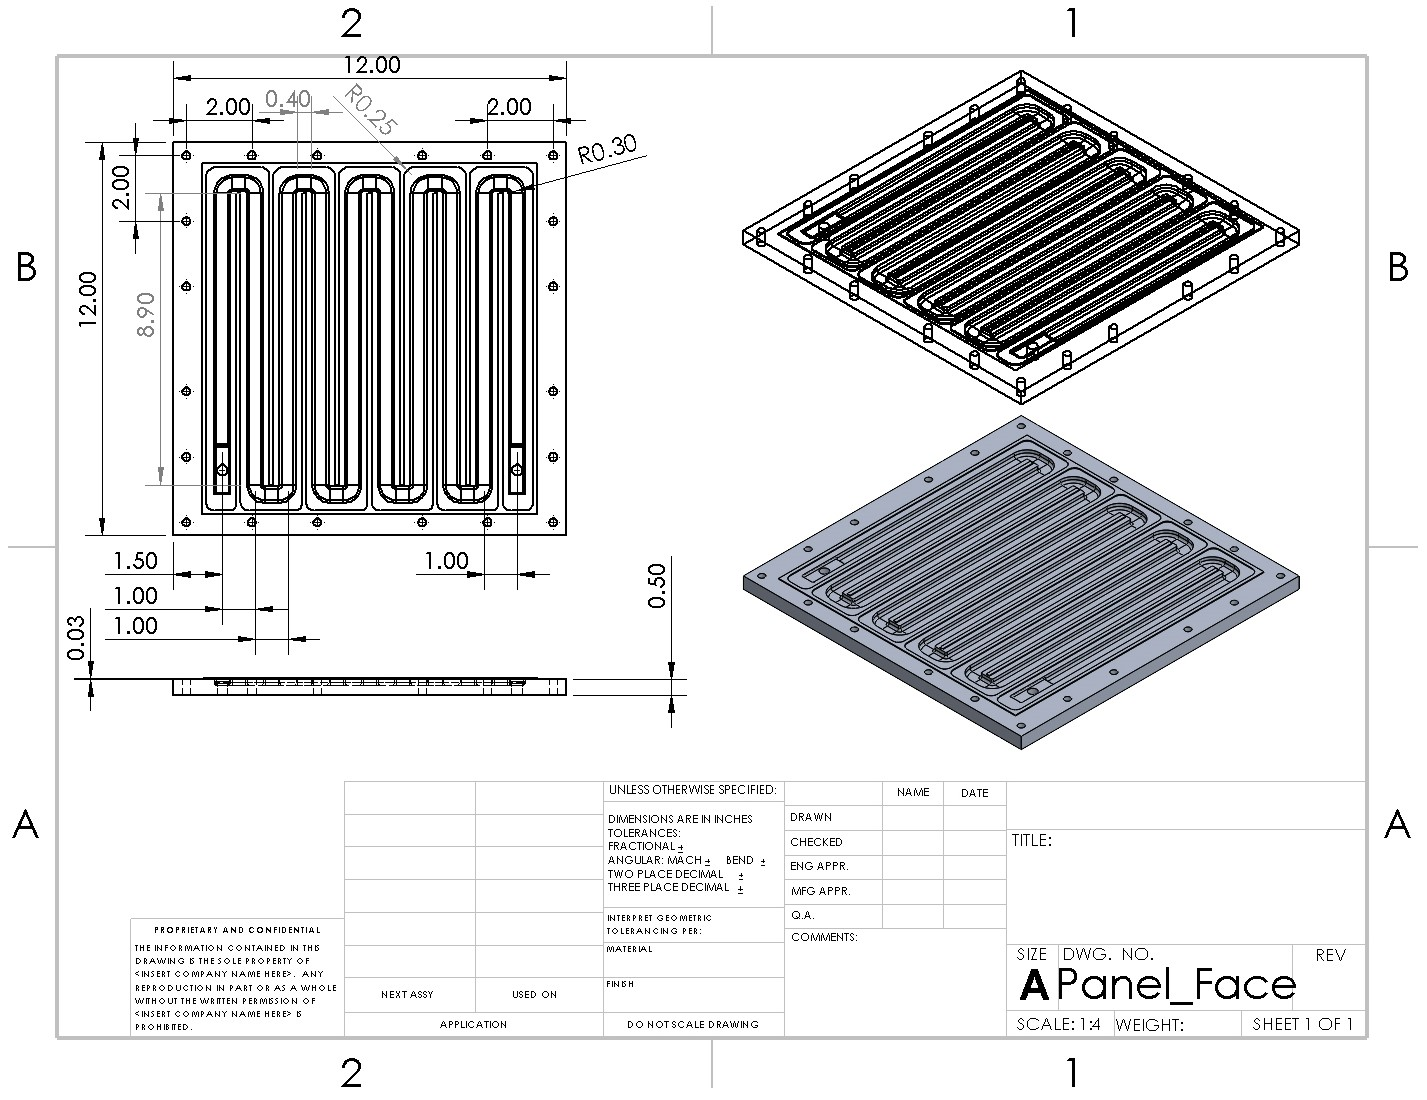 2
1
12.00
2.00
0.40
R0.25
2.00
R0.30
2.00
B
B
12.00
8.90
1.50
1.00
1.00
1.00
0.50
0.03
A
A
UNLESS OTHERWISE SPECIFIED:
DIMENSIONS ARE IN INCHES
TOLERANCES:
FRACTIONAL ±
ANGULAR: MACH ± BEND ±
TWO PLACE DECIMAL ±
THREE PLACE DECIMAL ±
INTERPRET GEOMETRIC
TOLERANCING PER:
MATERIAL
FINISH
DO NOT SCALE DRAWING
NAME DATE
DRAWN
CHECKED
ENG APPR.
MFG APPR.
Q.A.
COMMENTS:
TITLE:
SIZE DWG. NO. REV
A Panel_Face
SCALE: 1:4 WEIGHT: SHEET 1 OF 1
PROPRIETARY AND CONFIDENTIAL
THE INFORMATION CONTAINED IN THIS
DRAWING IS THE SOLE PROPERTY OF
<INSERT COMPANY NAME HERE>. ANY
REPRODUCTION IN PART OR AS A WHOLE
WITHOUT THE WRITTEN PERMISSION OF
<INSERT COMPANY NAME HERE> IS
PROHIBITED.
NEXT ASSY USED ON
APPLICATION
2
1